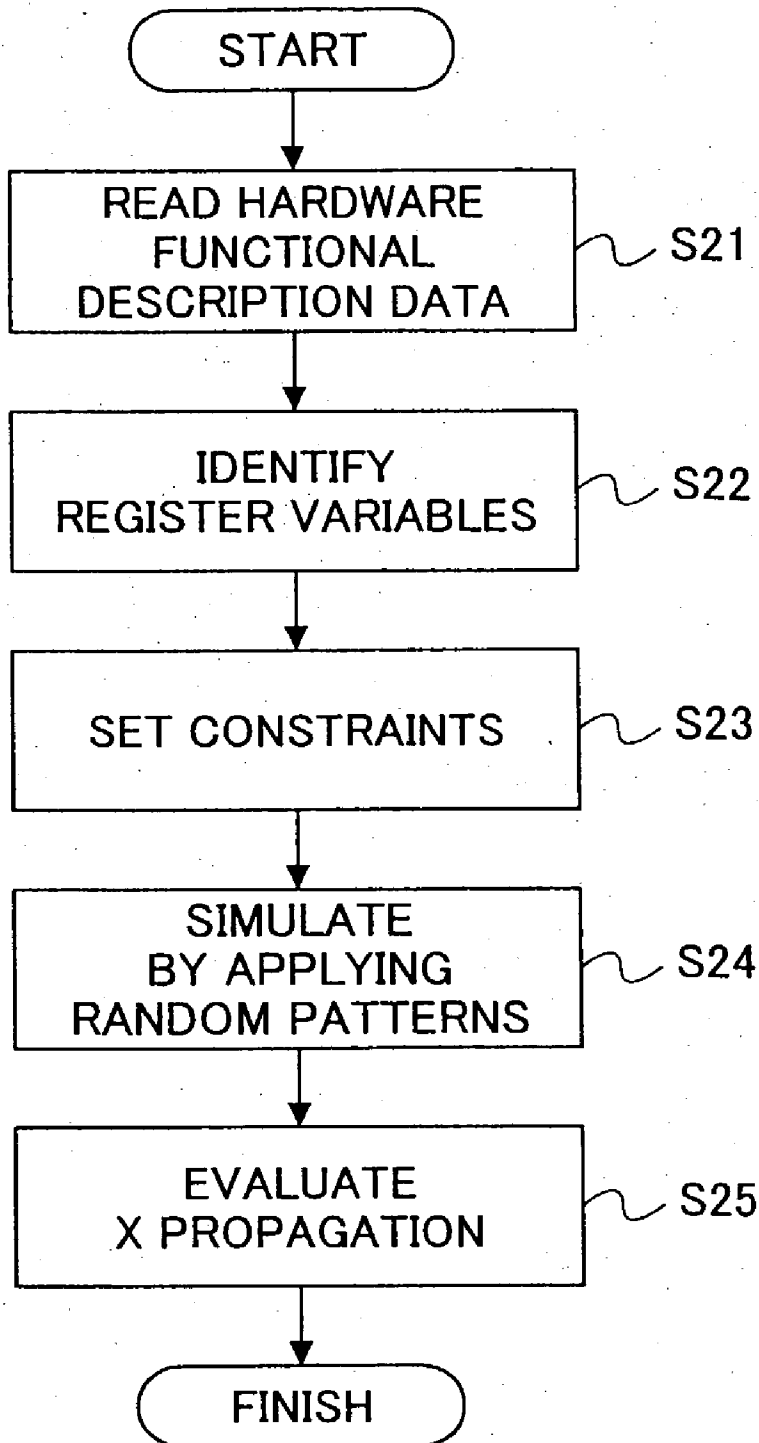 START
READ HARDWARE
FUNCTIONAL
DESCRIPTION DATA
S21
IDENTIFY
REGISTER VARIABLES
S22
SET CONSTRAINTS
S23
SIMULATE
BY APPLYING
RANDOM PATTERNS
S24
EVALUATE
X PROPAGATION
S25
FINISH